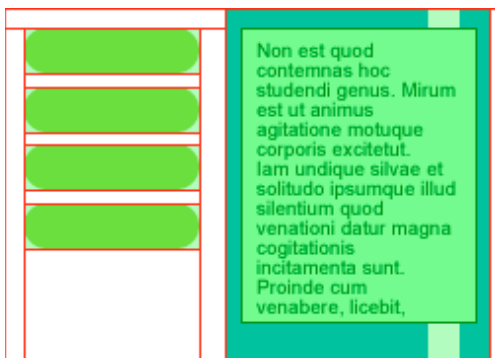 Non est quod
contemnas hoc
studendi genus. Mirum
est ut animus
agitatione motuque
corporis excitetut.
Iam undique silvae et
solitudo ipsumque illud
silentium quod
venationi datur magna
cogitationis
incitamenta sunt.
Proinde cum
venabere, licebit,